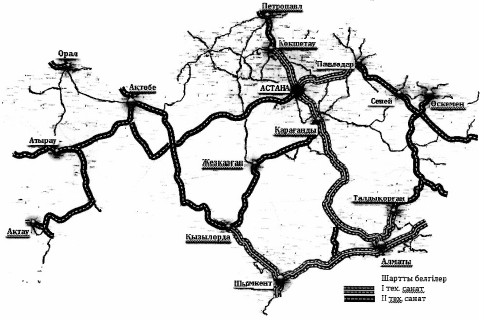 Петропавл
Көкшетау
Орал
Павлодар
Ақтөбе
АСТАНА
Семей
Өскемен
Қарағанды
Атырау
Жезқазған
Талдықорған
Ақтау
Қызылорда
Алматы
Шымкент
Шартты белгілер
I тех. санат
II тех. санат